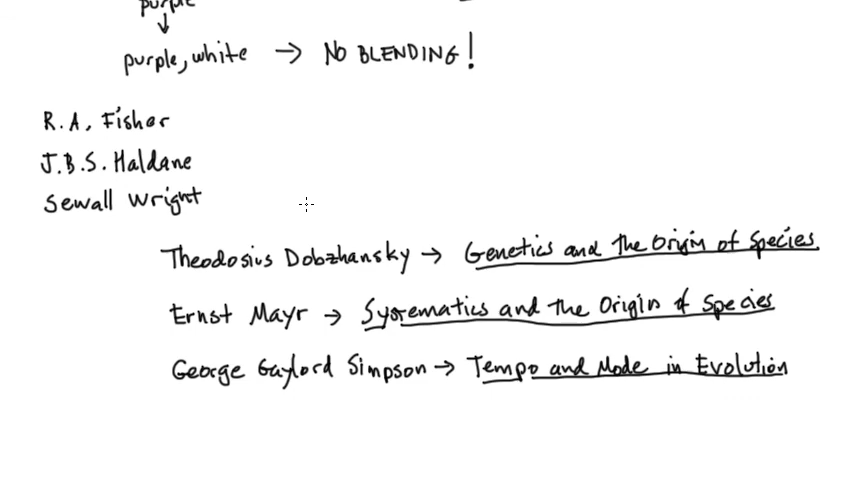 purple
↓
purple, white → NO BLENDING!
R.A. Fisher
J.B.S. Haldane
Sewall Wright
Theodosius Dobzhansky → Genetics and the Origin of Species.
Ernst Mayr → Systematics and the Origin of Species
George Gaylord Simpson → Tempo and Mode in Evolution